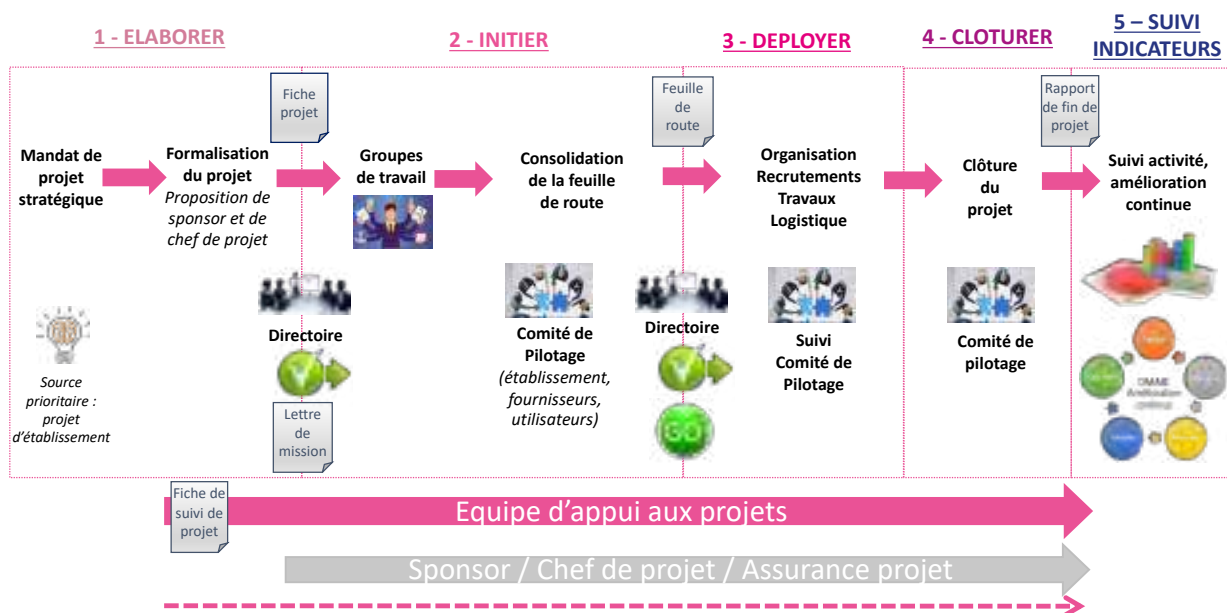 1 - ELABORER
2 - INITIER
3 - DEPLOYER
4 - CLOTURER
5 – SUIVI
INDICATEURS
Fiche
projet
Feuille
de
route
Rapport
de fin de
projet
Mandat de
projet
stratégique
Formalisation
du projet
Proposition de
sponsor et de
chef de projet
Groupes
de travail
Consolidation
de la feuille
de route
Organisation
Recrutements
Travaux
Logistique
Clôture
du
projet
Suivi activité,
amélioration
continue
Source
prioritaire :
projet
d'établissement
Directoire
Lettre
de
mission
Comité de
Pilotage
(établissement,
fournisseurs,
utilisateurs)
Directoire
GO
Suivi
Comité de
Pilotage
Comité de
pilotage
DMAIC
Amélioration
continue
Fiche de
suivi de
projet
Equipe d'appui aux projets
Sponsor / Chef de projet / Assurance projet